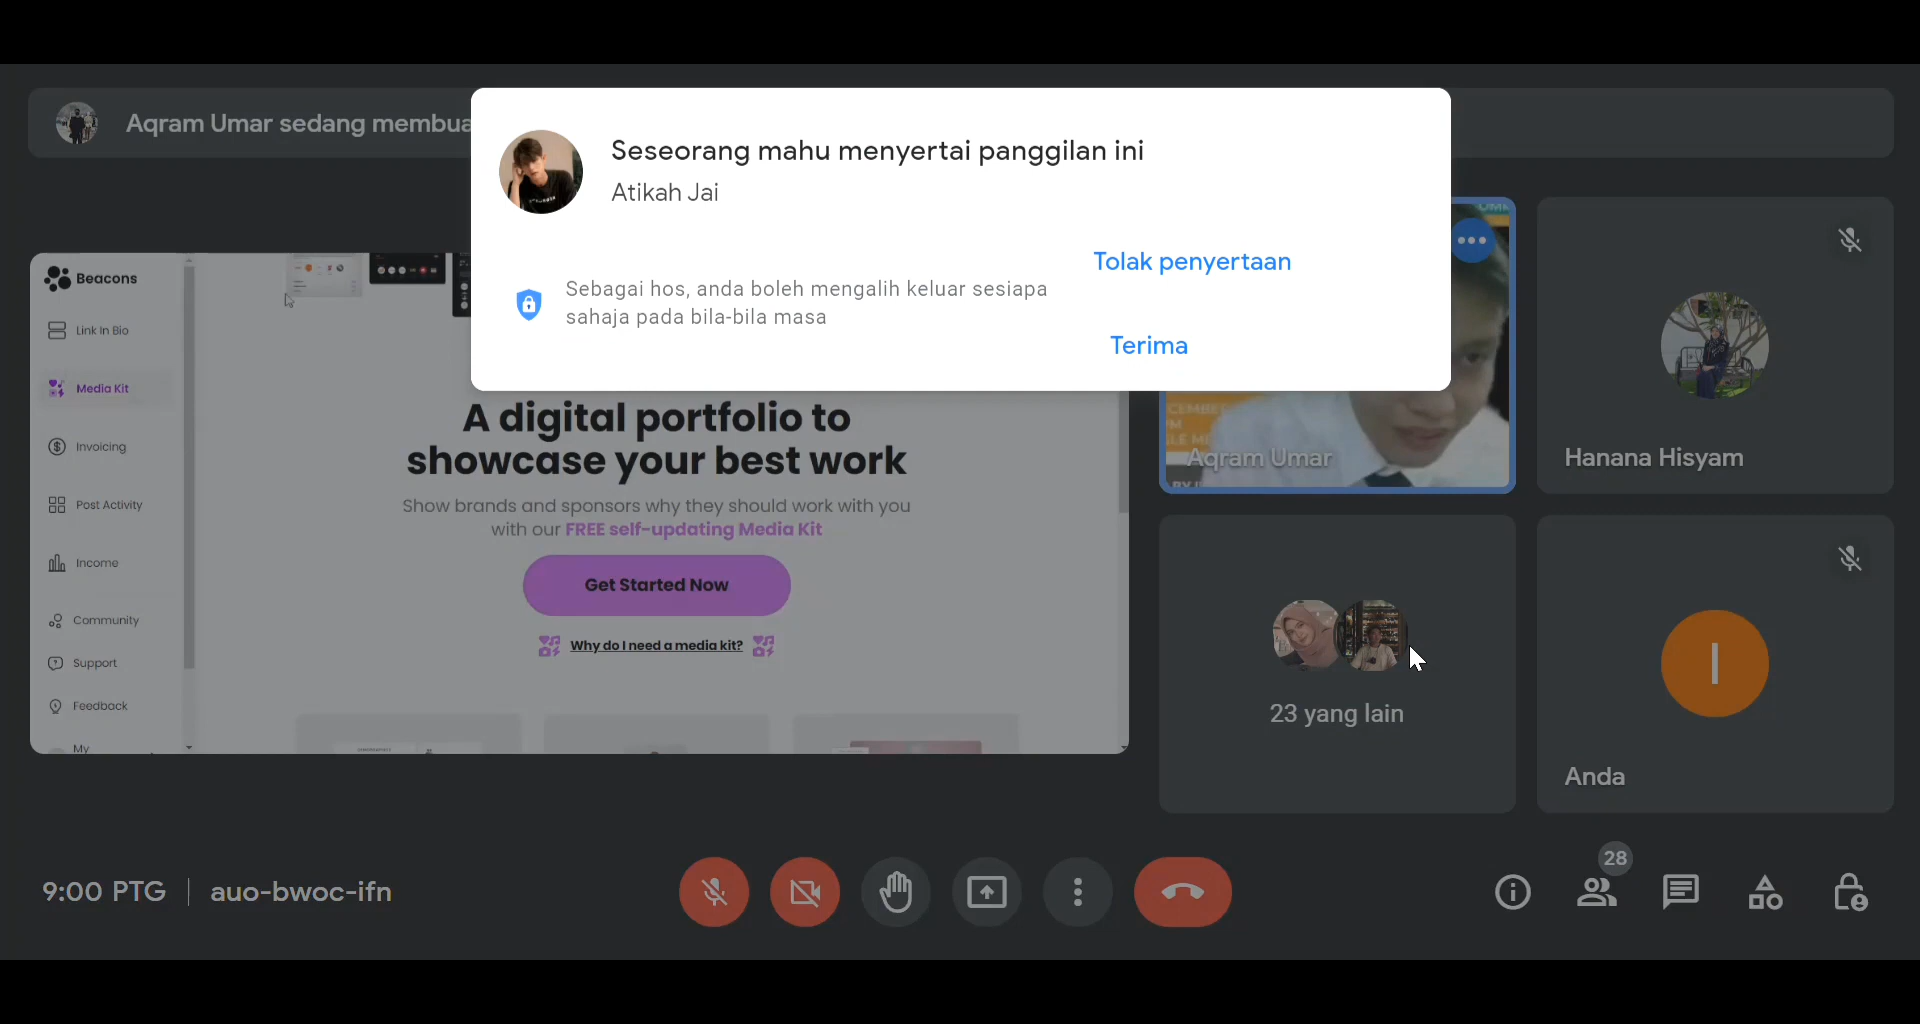 Aqram Umar sedang membua
Seseorang mahu menyertai panggilan ini
Atikah Jai
Sebagai hos, anda boleh mengalih keluar sesiapa
sahaja pada bila-bila masa
Tolak penyertaan
Terima
Beacons
Link In Bio
Media Kit
Invoicing
Post Activity
Income
Community
Support
Feedback
My
A digital portfolio to
showcase your best work
Show brands and sponsors why they should work with you
with our FREE self-updating Media Kit
Get Started Now
Why do I need a media kit?
Aqram Umar
Hanana Hisyam
23 yang lain
I
Anda
9:00 PTG
auo-bwoc-ifn
28